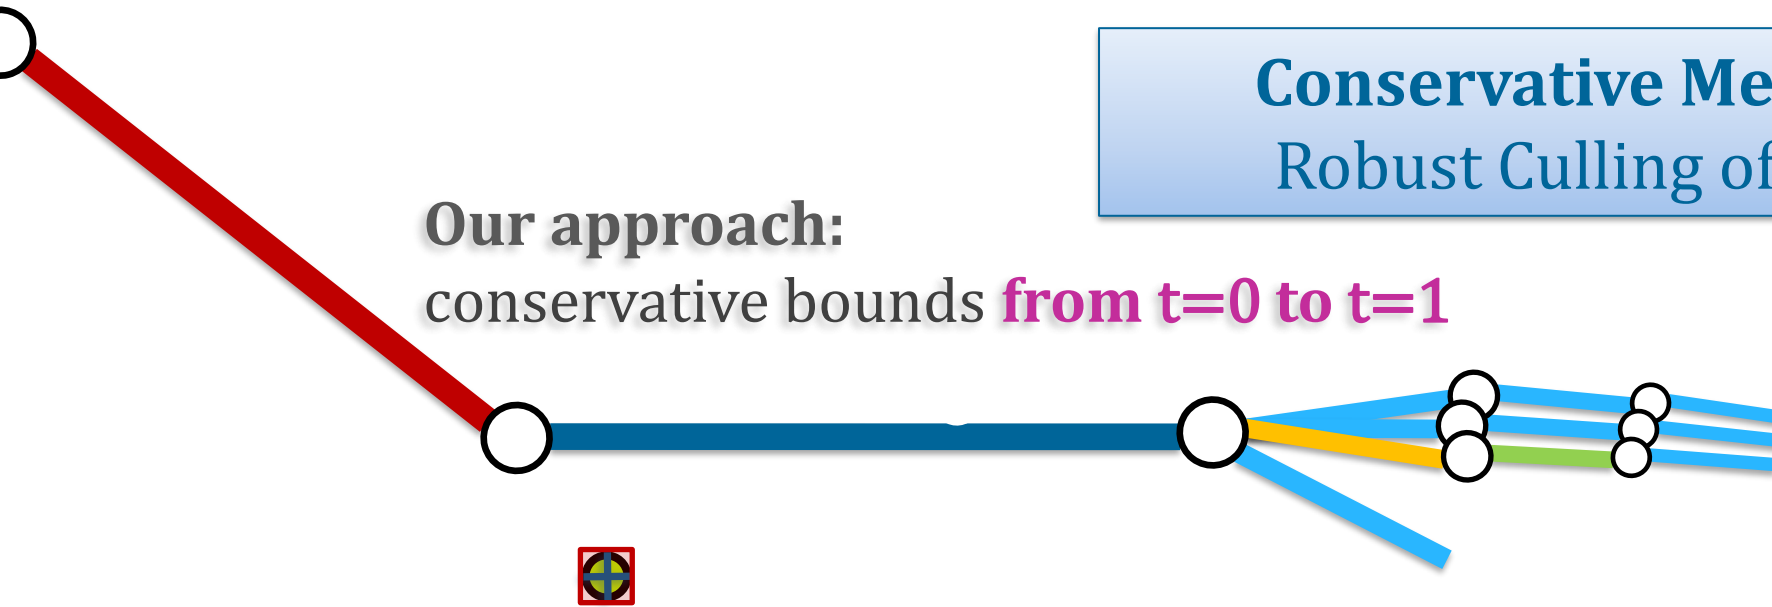 Conservative Me
Robust Culling of
Our approach:
conservative bounds from t=0 to t=1